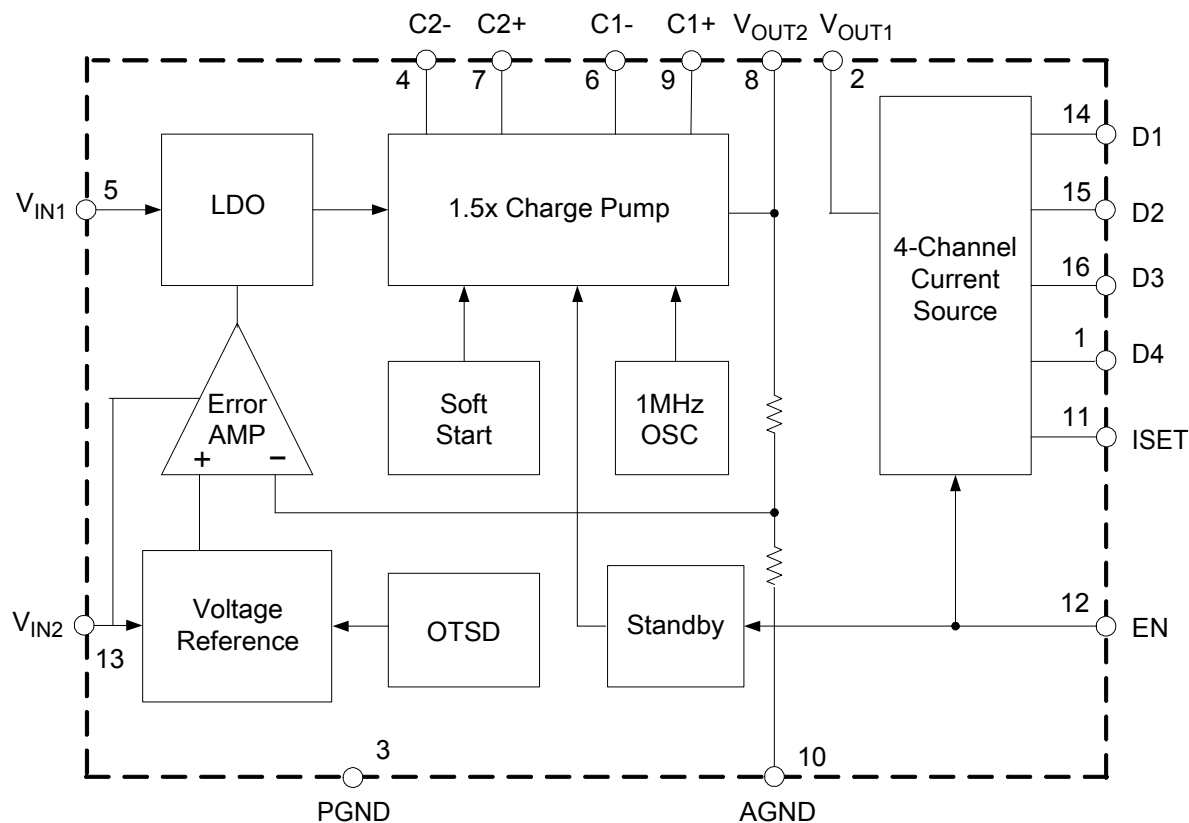 C2- C2+ C1- C1+ VOUT2 VOUT1
4 7 6 9 8 2
14 D1
VIN1 5 LDO 1.5x Charge Pump 15 D2
4-Channel
Current
Source
16 D3
1 D4
Error
AMP
+ −
Soft
Start
1MHz
OSC
11 ISET
VIN2 13
Voltage
Reference
OTSD
Standby
12 EN
3 10
PGND AGND